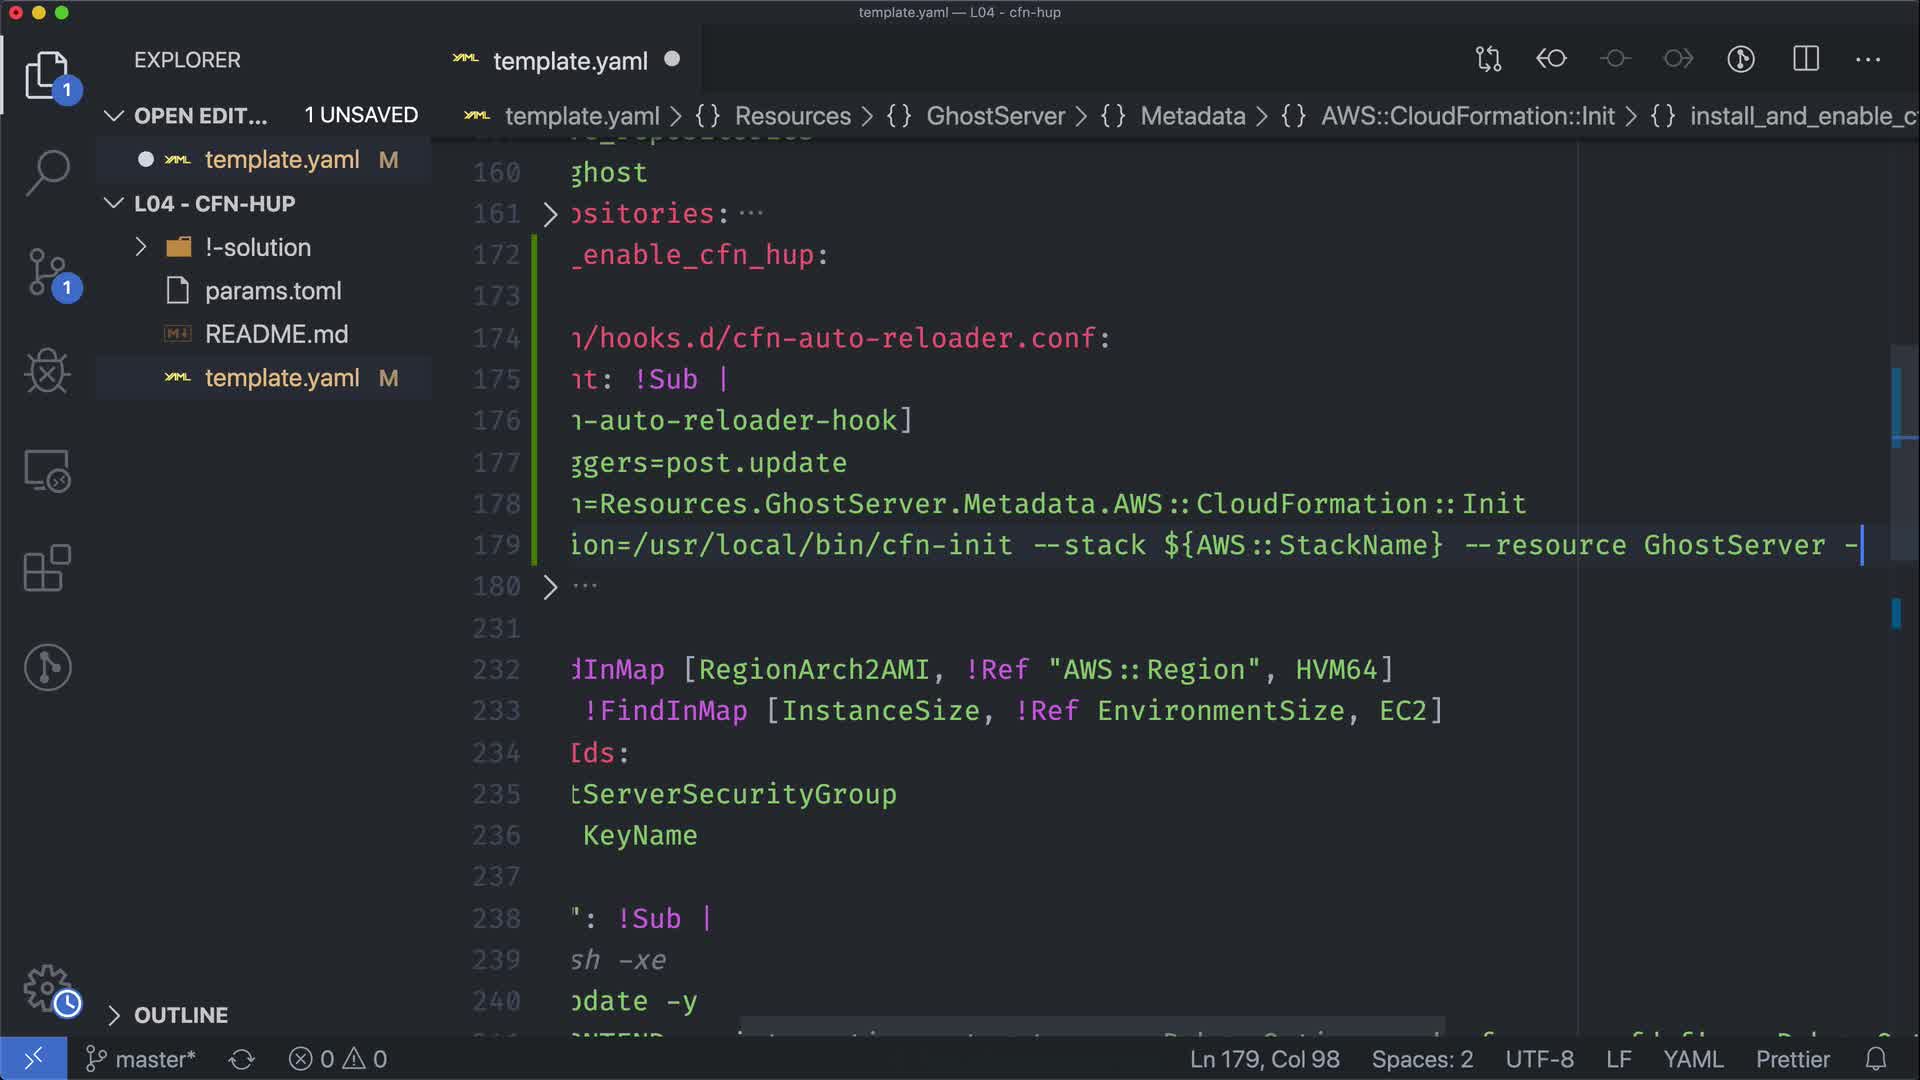 template.yaml — L04 - cfn-hup
EXPLORER
template.yaml
OPEN EDIT... 1 UNSAVED
template.yaml > {} Resources > {} GhostServer > {} Metadata > {} AWS::CloudFormation::Init > {} install_and_enable_c
template.yaml M
L04 - CFN-HUP
!-solution
params.toml
README.md
template.yaml M
160 ghost
161 ositories: ...
172 _enable_cfn_hup:
173
174 n/hooks.d/cfn-auto-reloader.conf:
175 nt: !Sub |
176 n-auto-reloader-hook]
177 ggers=post.update
178 n=Resources.GhostServer.Metadata.AWS::CloudFormation::Init
179 ion=/usr/local/bin/cfn-init --stack ${AWS::StackName} --resource GhostServer -
180 ...
231
232 dInMap [RegionArch2AMI, !Ref "AWS::Region", HVM64]
233 !FindInMap [InstanceSize, !Ref EnvironmentSize, EC2]
234 Ids:
235 tServerSecurityGroup
236 KeyName
237
238 ": !Sub |
239 sh -xe
240 pdate -y
OUTLINE
1
1
master* 0 0 Ln 179, Col 98 Spaces: 2 UTF-8 LF YAML Prettier